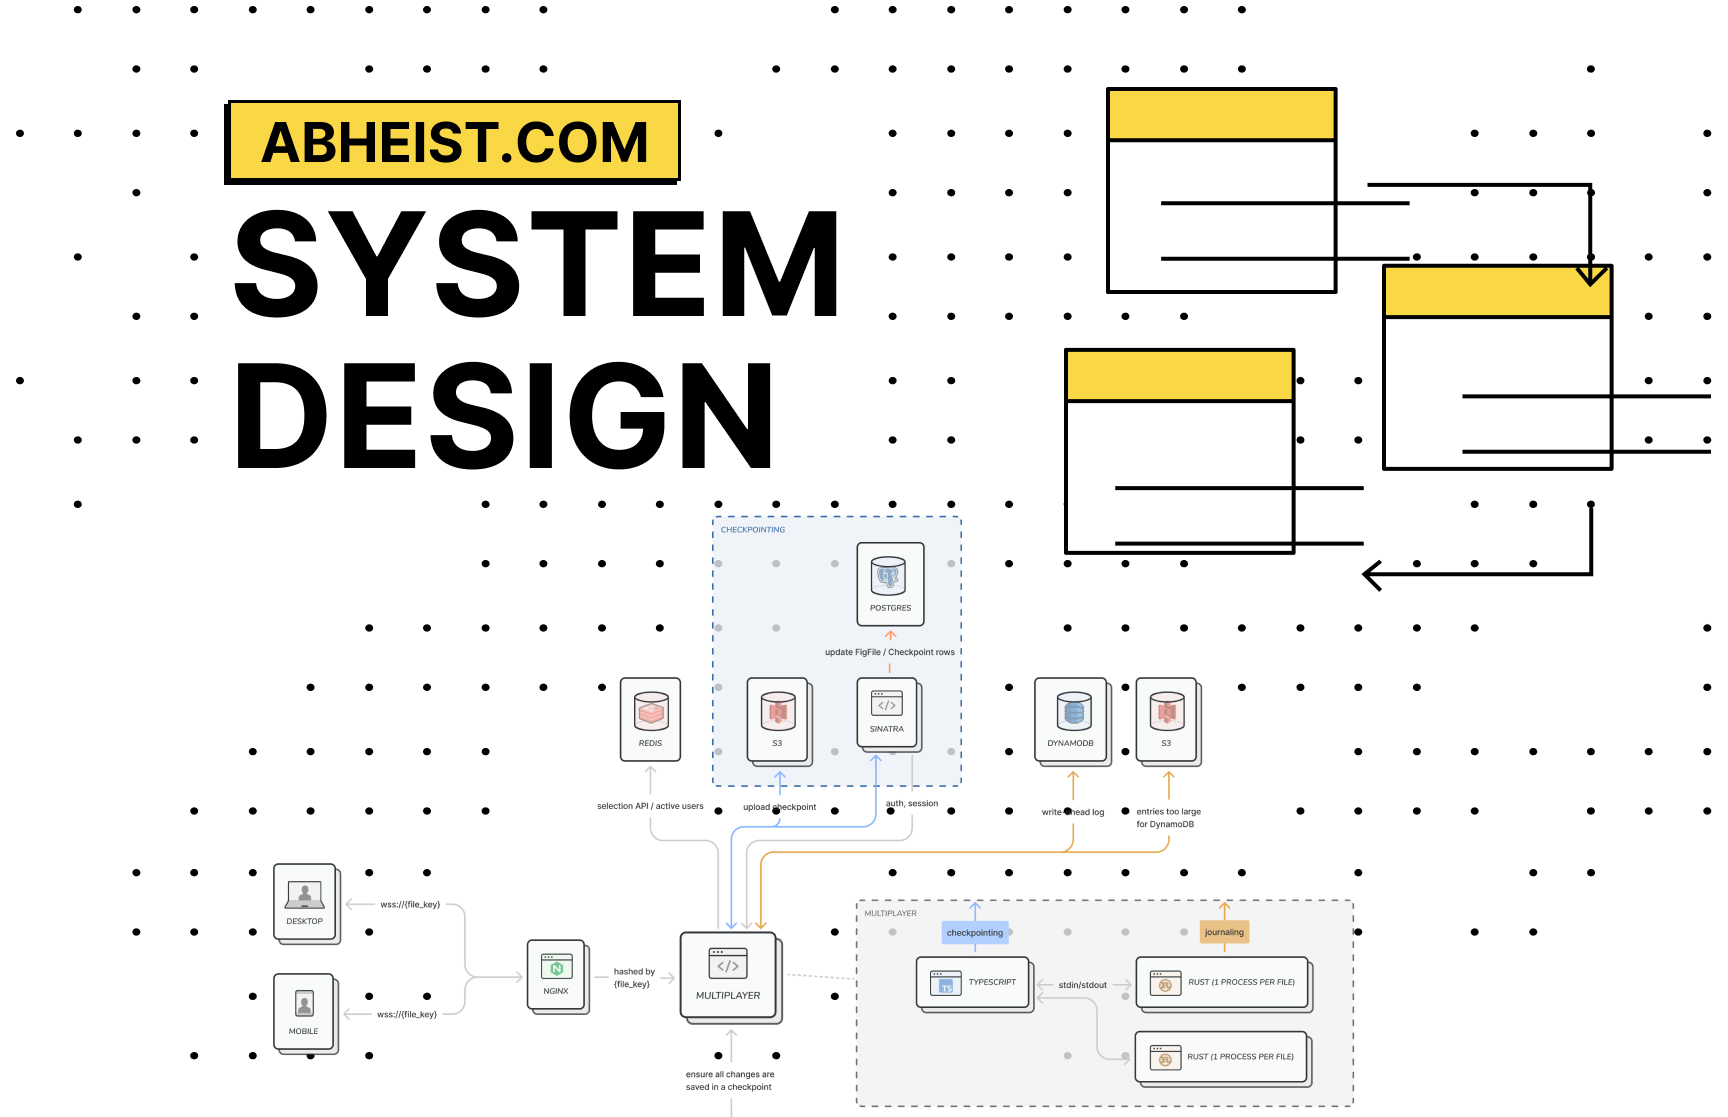 ABHEIST.COM
SYSTEM
DESIGN
CHECKPOINTING
POSTGRES
update FigFile / Checkpoint rows
REDIS
S3
SINATRA
DYNAMODB
S3
selection API / active users
upload checkpoint
auth, session
write-ahead log
entries too large
for DynamoDB
DESKTOP
wss://{file_key}
MOBILE
wss://{file_key}
NGINX
hashed by
{file_key}
MULTIPLAYER
ensure all changes are
saved in a checkpoint
MULTIPLAYER
checkpointing
journaling
TS
TYPESCRIPT
stdin/stdout
RUST (1 PROCESS PER FILE)
RUST (1 PROCESS PER FILE)